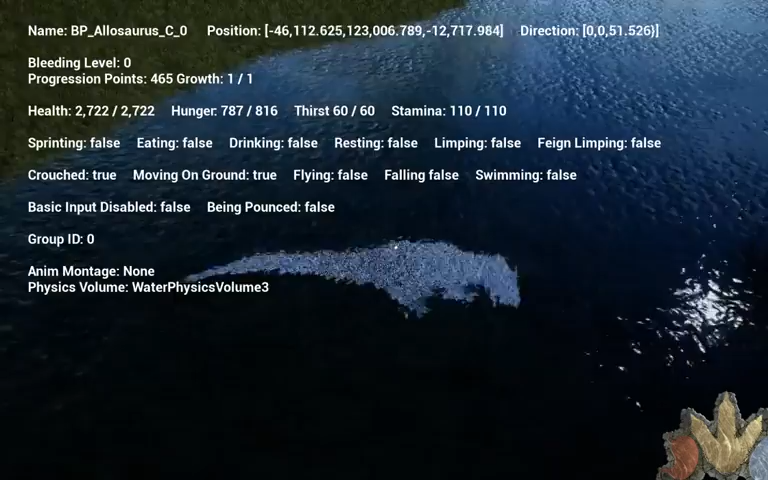 Name: BP_Allosaurus_C_0 Position: [-46,112.625,123,006.789,-12,717.984] Direction: [0,0,51.526}]
Bleeding Level: 0
Progression Points: 465 Growth: 1 / 1
Health: 2,722 / 2,722 Hunger: 787 / 816 Thirst 60 / 60 Stamina: 110 / 110
Sprinting: false Eating: false Drinking: false Resting: false Limping: false Feign Limping: false
Crouched: true Moving On Ground: true Flying: false Falling false Swimming: false
Basic Input Disabled: false Being Pounced: false
Group ID: 0
Anim Montage: None
Physics Volume: WaterPhysicsVolume3